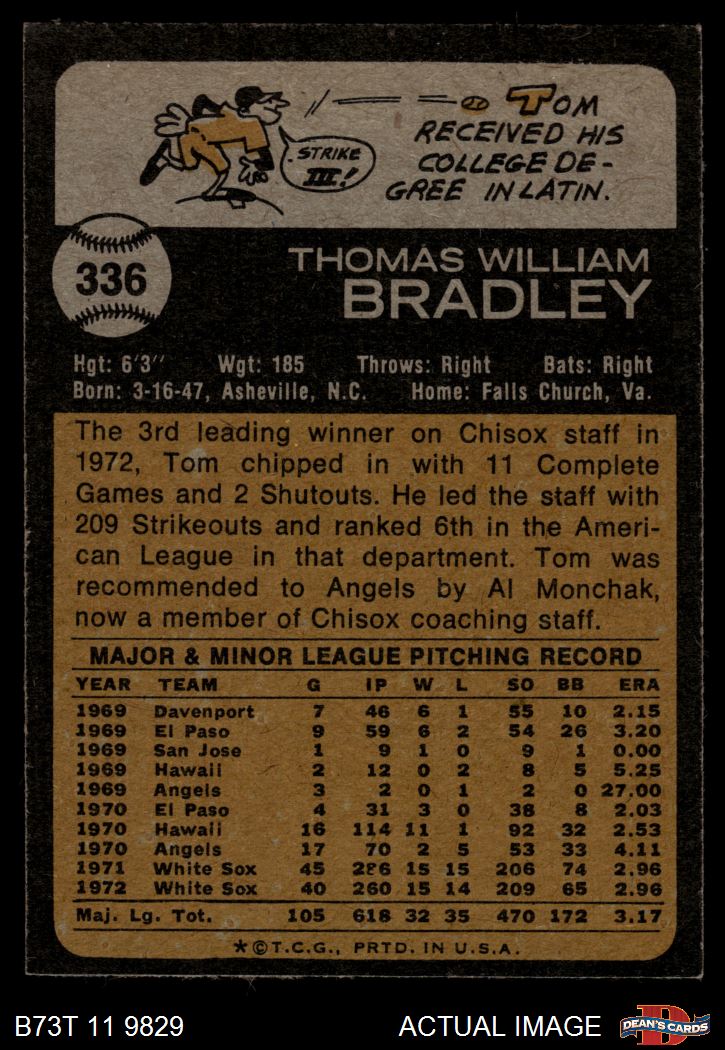 TOM
RECEIVED HIS
COLLEGE DE-
GREE IN LATIN.
STRIKE
III!
336
THOMAS WILLIAM
BRADLEY
Hgt: 6'3" Wgt: 185 Throws: Right Bats: Right
Born: 3-16-47, Asheville, N.C. Home: Falls Church, Va.
The 3rd leading winner on Chisox staff in
1972, Tom chipped in with 11 Complete
Games and 2 Shutouts. He led the staff with
209 Strikeouts and ranked 6th in the Ameri-
can League in that department. Tom was
recommended to Angels by Al Monchak,
now a member of Chisox coaching staff.
MAJOR & MINOR LEAGUE PITCHING RECORD
YEAR TEAM G IP W L SO BB ERA
1969 Davenport 7 46 6 1 55 10 2.15
1969 El Paso 9 59 6 2 54 26 3.20
1969 San Jose 1 9 1 0 9 1 0.00
1969 Hawaii 2 12 0 2 8 5 5.25
1969 Angels 3 2 0 1 2 0 27.00
1970 El Paso 4 31 3 0 38 8 2.03
1970 Hawaii 16 114 11 1 92 32 2.53
1970 Angels 17 70 2 5 53 33 4.11
1971 White Sox 45 286 15 15 206 74 2.96
1972 White Sox 40 260 15 14 209 65 2.96
Maj. Lg. Tot. 105 618 32 35 470 172 3.17
★©T.C.G., PRTD. IN U.S.A.
B73T 11 9829 ACTUAL IMAGE
D
DEAN'S CARDS